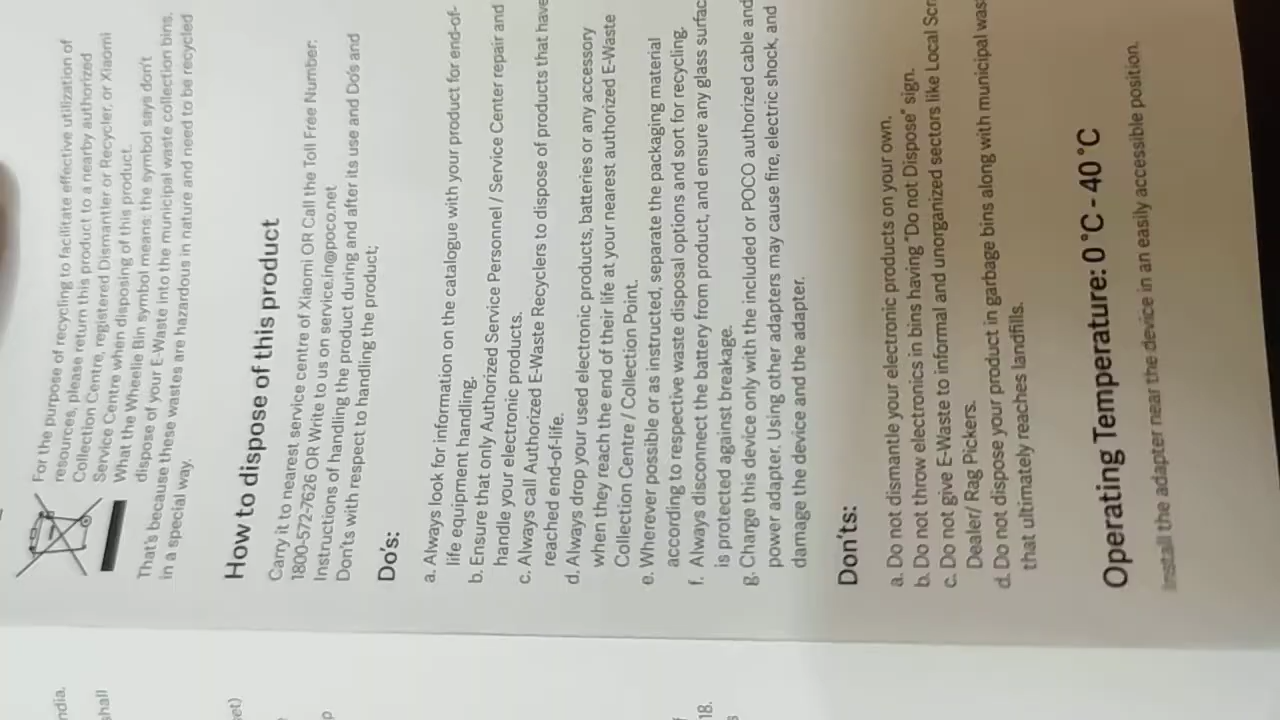 For the purpose of recycling to facilitate effective utilization of
resources, please return this product to a nearby authorized
Collection Centre, registered Dismantler or Recycler, or Xiaomi
Service Centre when disposing of this product.
What the Wheelie Bin symbol means: the symbol says don't
dispose of your E-Waste into the municipal waste collection bins.
That's because these wastes are hazardous in nature and need to be recycled
in a special way.
How to dispose of this product
Carry it to nearest service centre of Xiaomi OR Call the Toll Free Number:
1800-572-7626 OR Write to us on service.in@poco.net
Instructions of handling the product during and after its use and Do's and
Don'ts with respect to handling the product;
Do's:
a. Always look for information on the catalogue with your product for end-of-
life equipment handling.
b. Ensure that only Authorized Service Personnel / Service Center repair and
handle your electronic products.
c. Always call Authorized E-Waste Recyclers to dispose of products that have
reached end-of-life.
d. Always drop your used electronic products, batteries or any accessory
when they reach the end of their life at your nearest authorized E-Waste
Collection Centre / Collection Point.
e. Wherever possible or as instructed, separate the packaging material
according to respective waste disposal options and sort for recycling.
f. Always disconnect the battery from product, and ensure any glass surfac
is protected against breakage.
g. Charge this device only with the included or POCO authorized cable and
power adapter. Using other adapters may cause fire, electric shock, and
damage the device and the adapter.
Don'ts:
a. Do not dismantle your electronic products on your own.
b. Do not throw electronics in bins having "Do not Dispose" sign.
c. Do not give E-Waste to informal and unorganized sectors like Local Scr
Dealer/ Rag Pickers.
d. Do not dispose your product in garbage bins along with municipal was
that ultimately reaches landfills.
Operating Temperature: 0 °C - 40 °C
Install the adapter near the device in an easily accessible position.
ndia.
shall
et)
p
18.
s